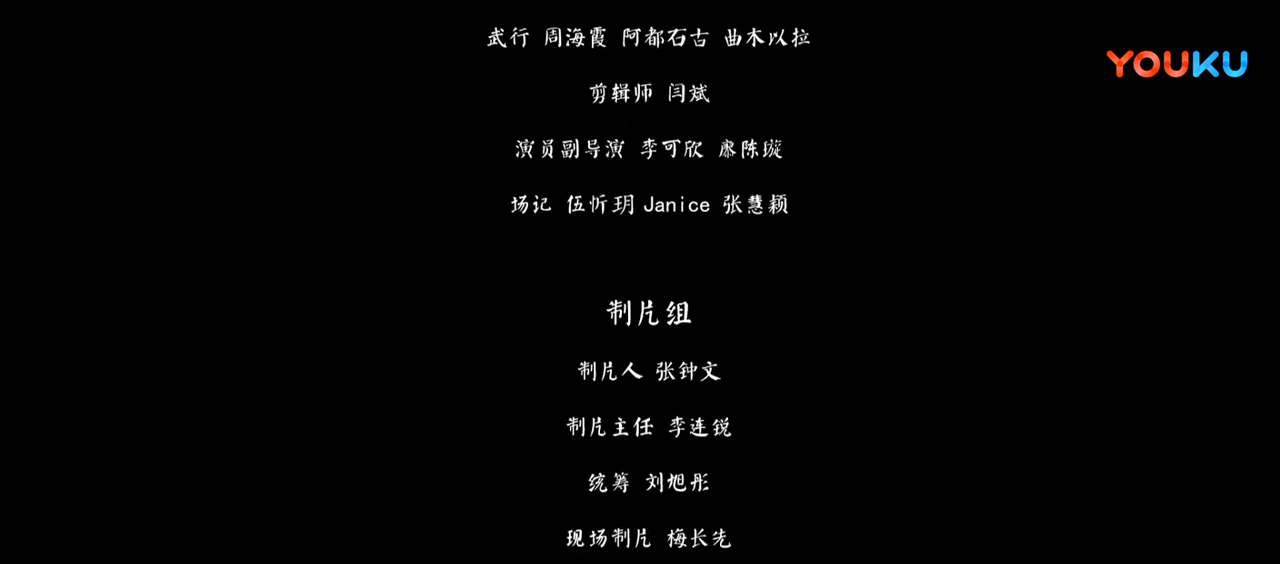 武行 周海霞 阿都石古 曲木以拉
YOUKU
剪辑师 闫斌
演员副导演 李可欣 廖陈璇
场记 伍忻玥 Janice 张慧颖
制片组
制片人 张钟文
制片主任 李连锐
统筹 刘旭彤
现场制片 梅长先